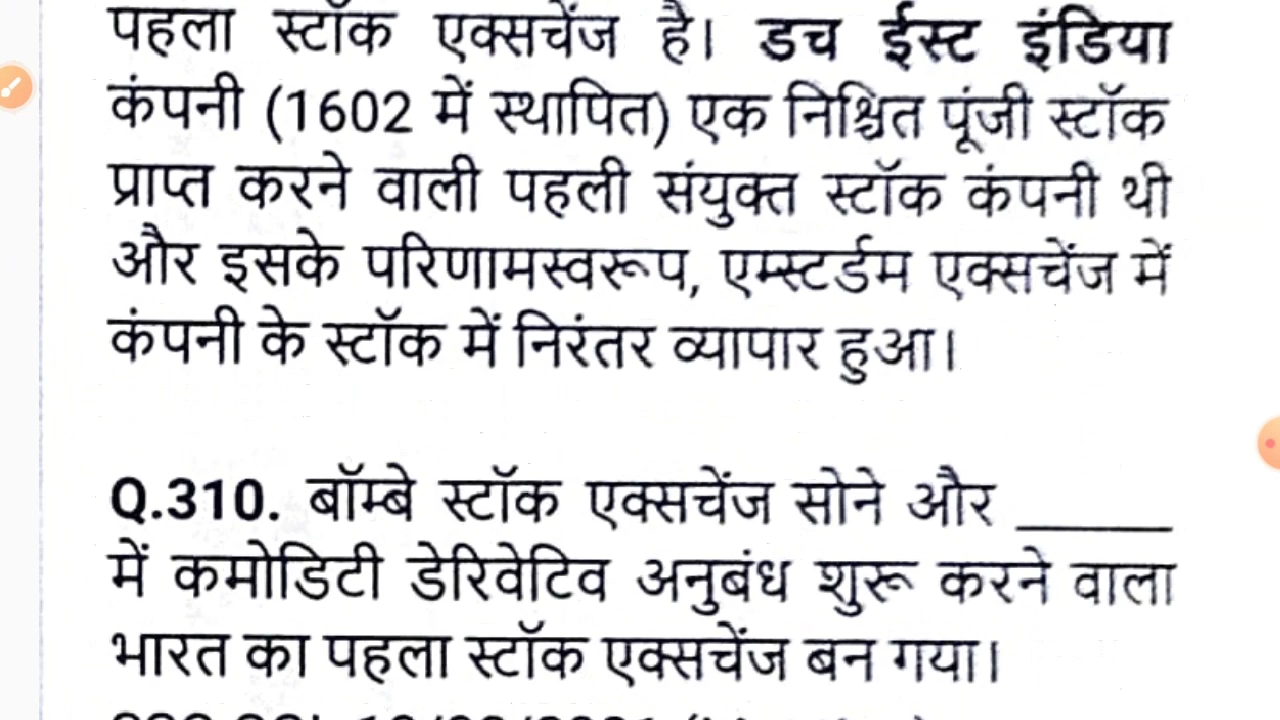 पहला स्टॉक एक्सचेंज है। डच ईस्ट इंडिया
कंपनी (1602 में स्थापित) एक निश्चित पूंजी स्टॉक
प्राप्त करने वाली पहली संयुक्त स्टॉक कंपनी थी
और इसके परिणामस्वरूप, एम्स्टर्डम एक्सचेंज में
कंपनी के स्टॉक में निरंतर व्यापार हुआ।
Q.310. बॉम्बे स्टॉक एक्सचेंज सोने और ______
में कमोडिटी डेरिवेटिव अनुबंध शुरू करने वाला
भारत का पहला स्टॉक एक्सचेंज बन गया।